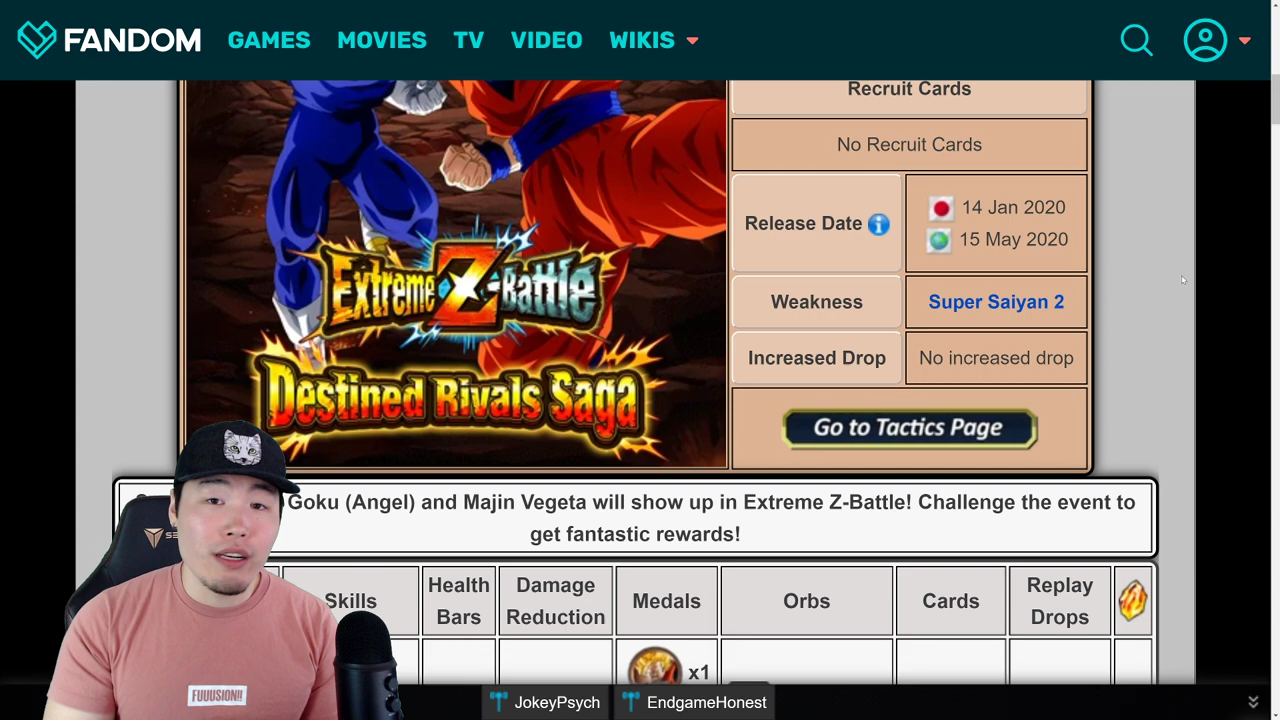 FANDOM GAMES MOVIES TV VIDEO WIKIS
Recruit Cards
No Recruit Cards
Release Date
14 Jan 2020
15 May 2020
Weakness
Super Saiyan 2
Increased Drop
No increased drop
Go to Tactics Page
Extreme Z-Battle
Destined Rivals Saga
Goku (Angel) and Majin Vegeta will show up in Extreme Z-Battle! Challenge the event to
get fantastic rewards!
Skills
Health
Bars
Damage
Reduction
Medals
Orbs
Cards
Replay
Drops
x1
FUUUSION!!
JokeyPsych
EndgameHonest